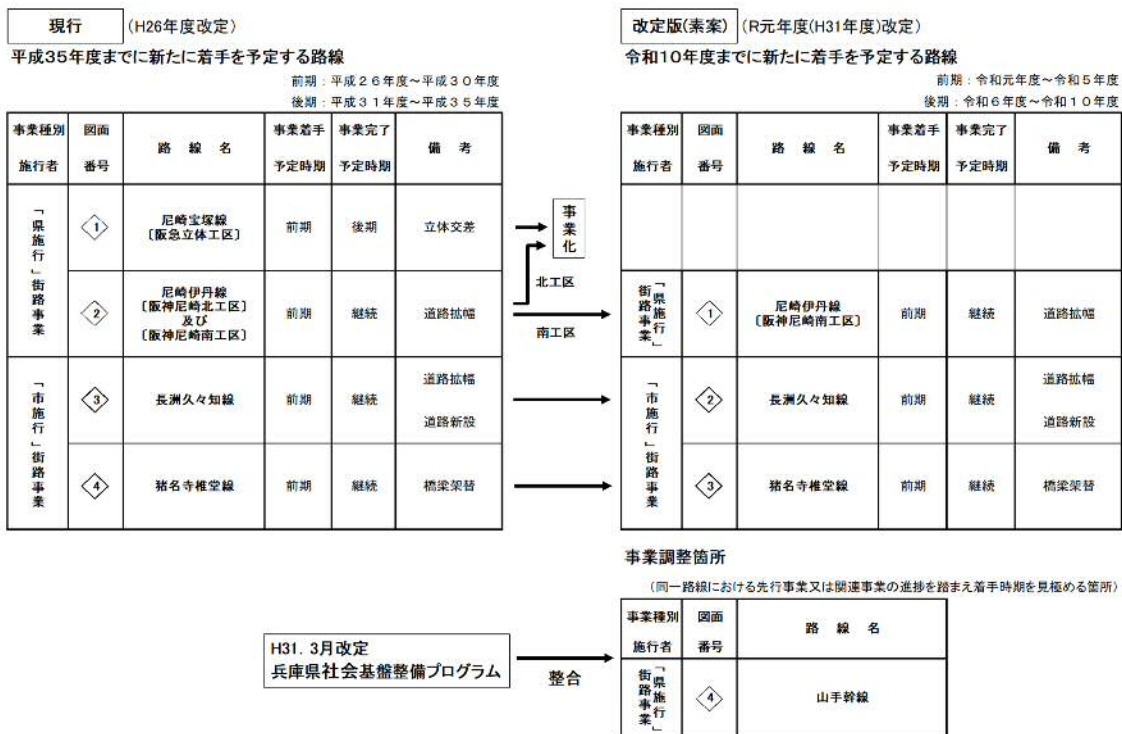 現行 (H26年度改定)
平成35年度までに新たに着手を予定する路線
前期：平成26年度～平成30年度
後期：平成31年度～平成35年度
事業種別 施行者
図面 番号
路線名
事業着手 予定時期
事業完了 予定時期
備考
「県施行」街路事業
1
尼崎宝塚線
〔阪急立体工区〕
前期
後期
立体交差
2
尼崎伊丹線
〔阪神尼崎北工区〕
及び
〔阪神尼崎南工区〕
前期
継続
道路拡幅
「市施行」街路事業
3
長洲久々知線
前期
継続
道路拡幅
道路新設
4
猪名寺椎堂線
前期
継続
橋梁架替
事業化
北工区
南工区
改定版(素案) (R元年度(H31年度)改定)
令和10年度までに新たに着手を予定する路線
前期：令和元年度～令和5年度
後期：令和6年度～令和10年度
事業種別 施行者
図面 番号
路線名
事業着手 予定時期
事業完了 予定時期
備考
「県施行」街路事業
1
尼崎伊丹線
〔阪神尼崎南工区〕
前期
継続
道路拡幅
「市施行」街路事業
2
長洲久々知線
前期
継続
道路拡幅
道路新設
3
猪名寺椎堂線
前期
継続
橋梁架替
事業調整箇所
(同一路線における先行事業又は関連事業の進捗を踏まえ着手時期を見極める箇所)
H31. 3月改定
兵庫県社会基盤整備プログラム
整合
事業種別 施行者
図面 番号
路線名
「県施行」街路事業
4
山手幹線